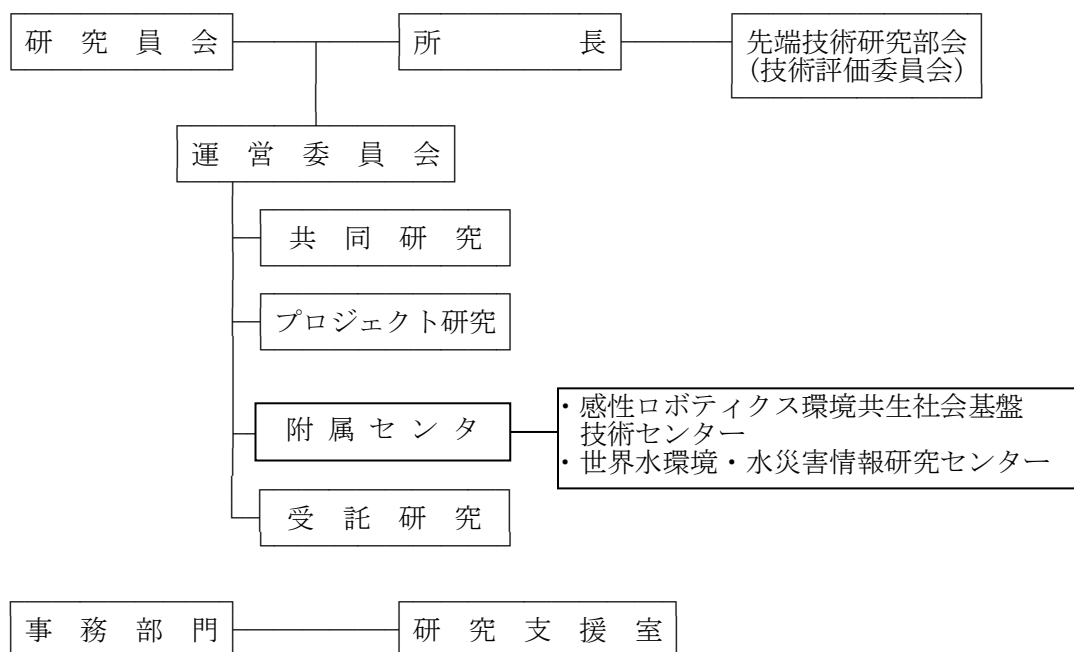 研究員会
所長
先端技術研究部会
(技術評価委員会)
運営委員会
共同研究
プロジェクト研究
附属センタ
・感性ロボティクス環境共生社会基盤
技術センター
・世界水環境・水災害情報研究センター
受託研究
事務部門
研究支援室